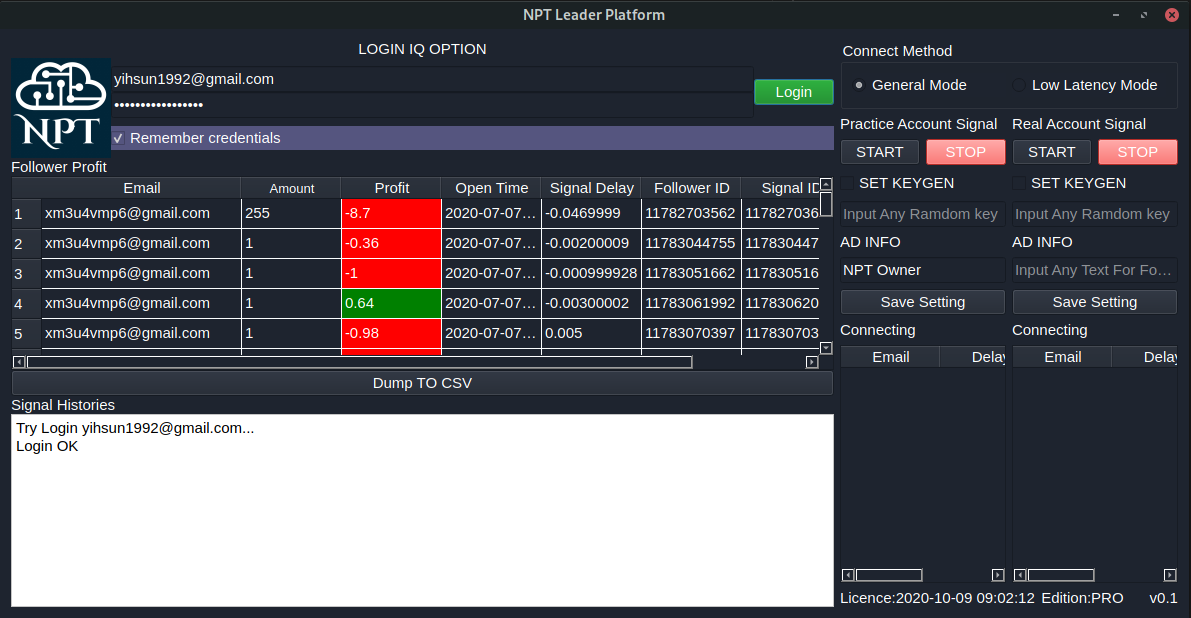 NPT Leader Platform
LOGIN IQ OPTION
yihsun1992@gmail.com
Login
NPT
Remember credentials
Follower Profit
Email Amount Profit Open Time Signal Delay Follower ID Signal ID
1 xm3u4vmp6@gmail.com 255 -8.7 2020-07-07... -0.0469999 11782703562 117827036
2 xm3u4vmp6@gmail.com 1 -0.36 2020-07-07... -0.00200009 11783044755 117830447
3 xm3u4vmp6@gmail.com 1 -1 2020-07-07... -0.000999928 11783051662 117830516
4 xm3u4vmp6@gmail.com 1 0.64 2020-07-07... -0.00300002 11783061992 117830620
5 xm3u4vmp6@gmail.com 1 -0.98 2020-07-07... 0.005 11783070397 117830703
Dump TO CSV
Signal Histories
Try Login yihsun1992@gmail.com...
Login OK
Connect Method
General Mode Low Latency Mode
Practice Account Signal Real Account Signal
START STOP START STOP
SET KEYGEN SET KEYGEN
Input Any Ramdom key Input Any Ramdom key
AD INFO AD INFO
NPT Owner Input Any Text For Fo...
Save Setting Save Setting
Connecting Connecting
Email Delay Email Delay
Licence:2020-10-09 09:02:12 Edition:PRO v0.1